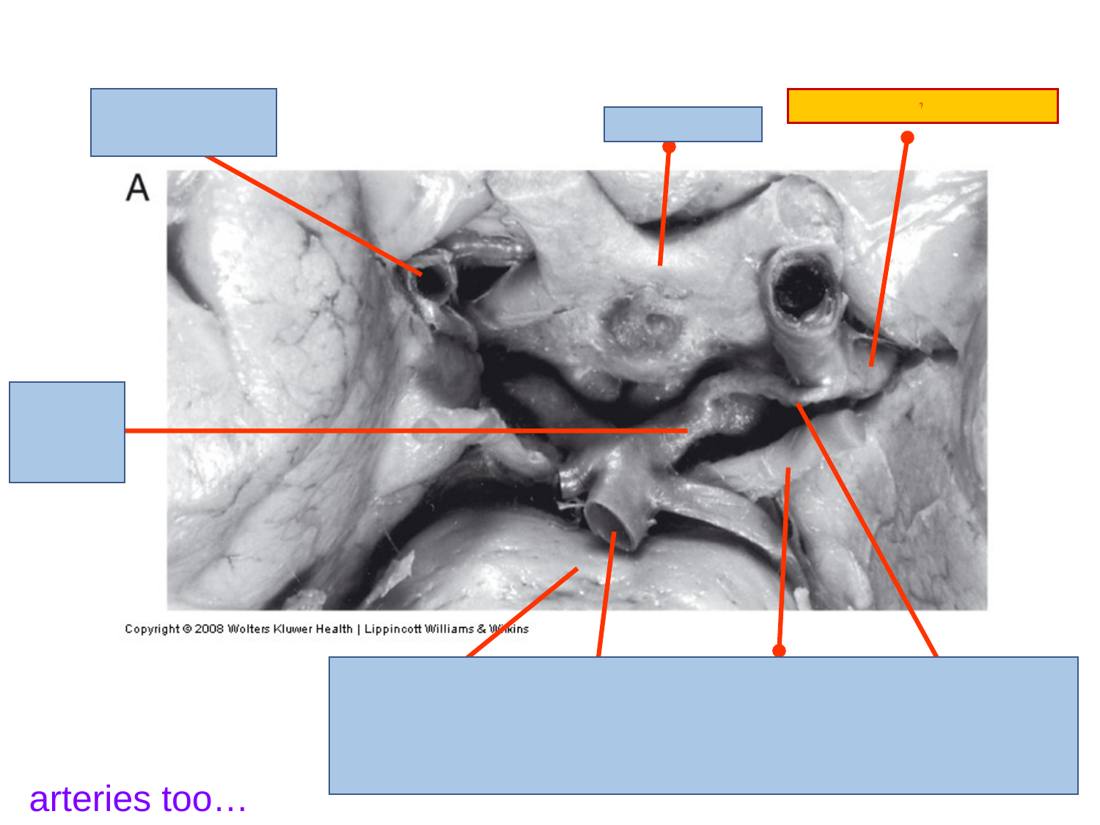 ?
A
Copyright © 2008 Wolters Kluwer Health | Lippincott Williams & Wilkins
arteries too…